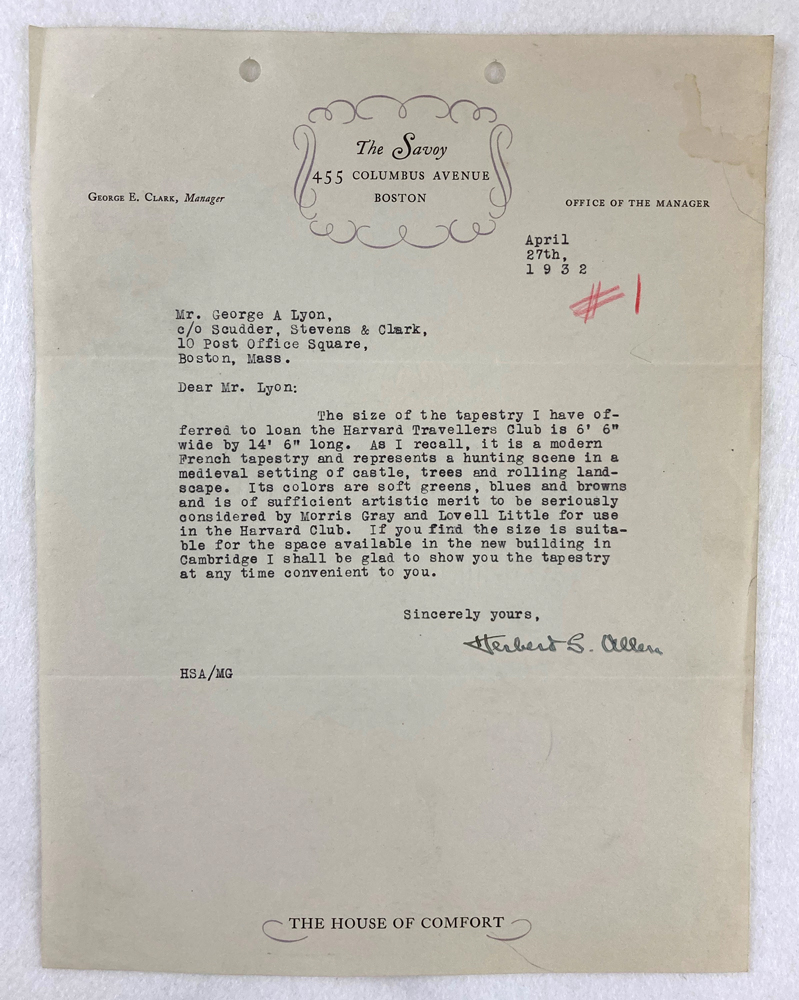 The Savoy
455 COLUMBUS AVENUE
BOSTON
GEORGE E. CLARK, Manager
OFFICE OF THE MANAGER
April
27th,
1 9 3 2
#1
Mr. George A Lyon,
c/o Scudder, Stevens & Clark,
10 Post Office Square,
Boston, Mass.
Dear Mr. Lyon:
The size of the tapestry I have of-
ferred to loan the Harvard Travellers Club is 6' 6"
wide by 14' 6" long.  As I recall, it is a modern
French tapestry and represents a hunting scene in a
medieval setting of castle, trees and rolling land-
scape.  Its colors are soft greens, blues and browns
and is of sufficient artistic merit to be seriously
considered by Morris Gray and Lovell Little for use
in the Harvard Club.  If you find the size is suita-
ble for the space available in the new building in
Cambridge I shall be glad to show you the tapestry
at any time convenient to you.
Sincerely yours,
Herbert S. Allen
HSA/MG
THE HOUSE OF COMFORT